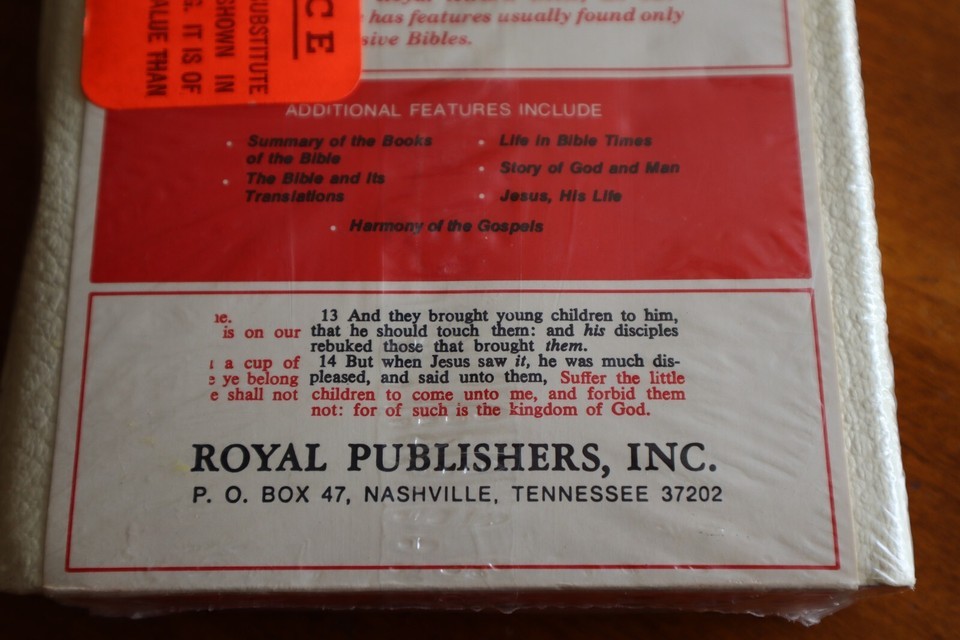 CE
SUBSTITUTE
SHOWN IN
IT IS OF
VALUE THAN
has features usually found only
sive Bibles.
ADDITIONAL FEATURES INCLUDE
• Summary of the Books
of the Bible
• The Bible and Its
Translations
• Life in Bible Times
• Story of God and Man
• Jesus, His Life
• Harmony of the Gospels
is on our
a cup of
ye belong
e shall not
13 And they brought young children to him,
that he should touch them: and his disciples
rebuked those that brought them.
14 But when Jesus saw it, he was much dis-
pleased, and said unto them, Suffer the little
children to come unto me, and forbid them
not: for of such is the kingdom of God.
ROYAL PUBLISHERS, INC.
P. O. BOX 47, NASHVILLE, TENNESSEE 37202